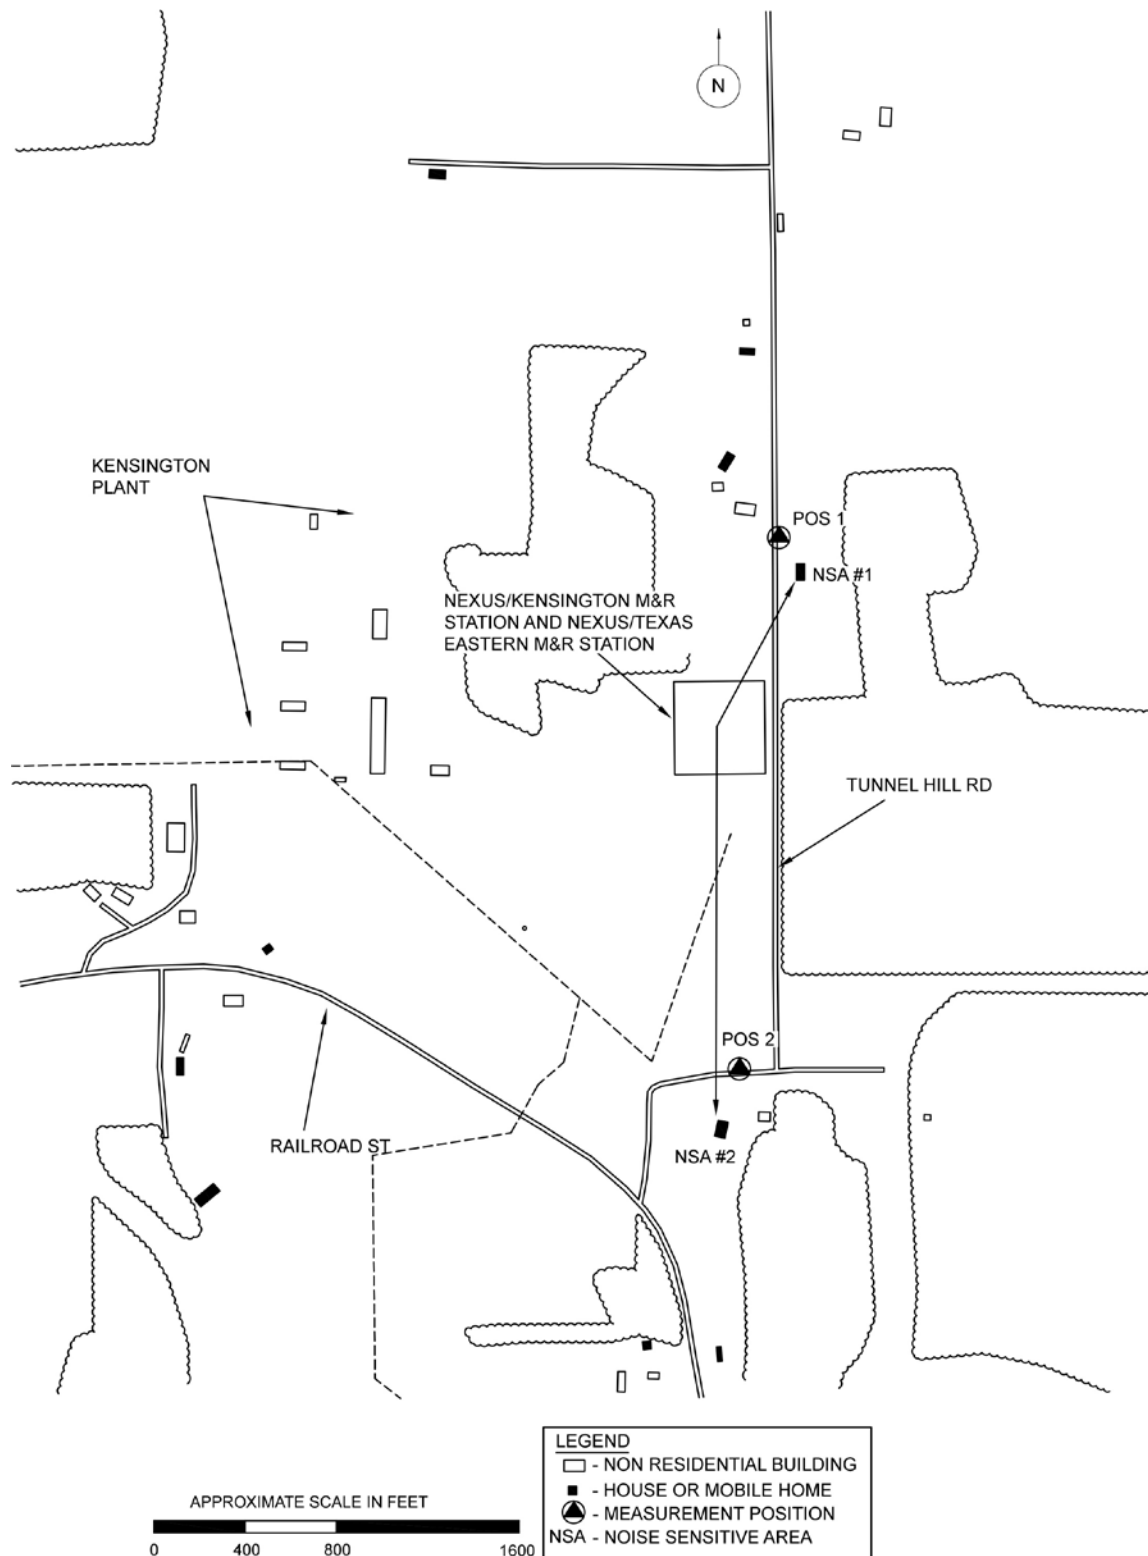 N
KENSINGTON
PLANT
POS 1
NSA #1
NEXUS/KENSINGTON M&R
STATION AND NEXUS/TEXAS
EASTERN M&R STATION
TUNNEL HILL RD
POS 2
RAILROAD ST
NSA #2
LEGEND
- NON RESIDENTIAL BUILDING
- HOUSE OR MOBILE HOME
- MEASUREMENT POSITION
NSA - NOISE SENSITIVE AREA
APPROXIMATE SCALE IN FEET
0 400 800 1600